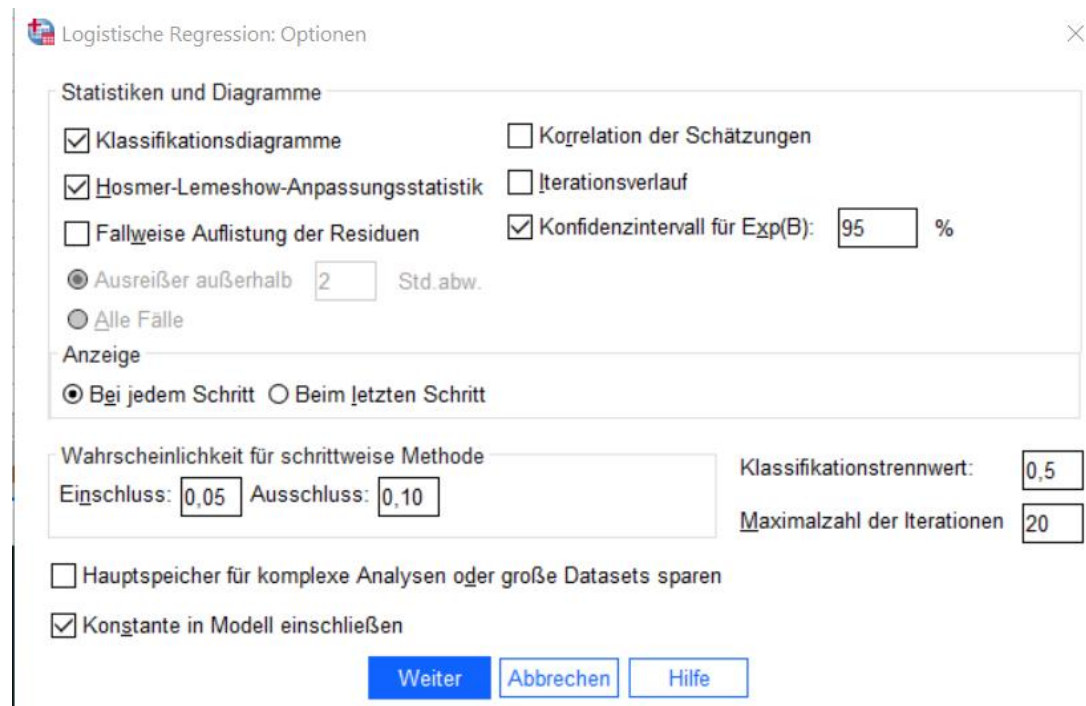 Logistische Regression: Optionen
Statistiken und Diagramme
Klassifikationsdiagramme
Korrelation der Schätzungen
Hosmer-Lemeshow-Anpassungsstatistik
Iterationsverlauf
Fallweise Auflistung der Residuen
Konfidenzintervall für Exp(B): 95 %
Ausreißer außerhalb 2 Std.abw.
Alle Fälle
Anzeige
Bei jedem Schritt Beim letzten Schritt
Wahrscheinlichkeit für schrittweise Methode
Einschluss: 0,05 Ausschluss: 0,10
Klassifikationstrennwert: 0,5
Maximalzahl der Iterationen 20
Hauptspeicher für komplexe Analysen oder große Datasets sparen
Konstante in Modell einschließen
Weiter Abbrechen Hilfe